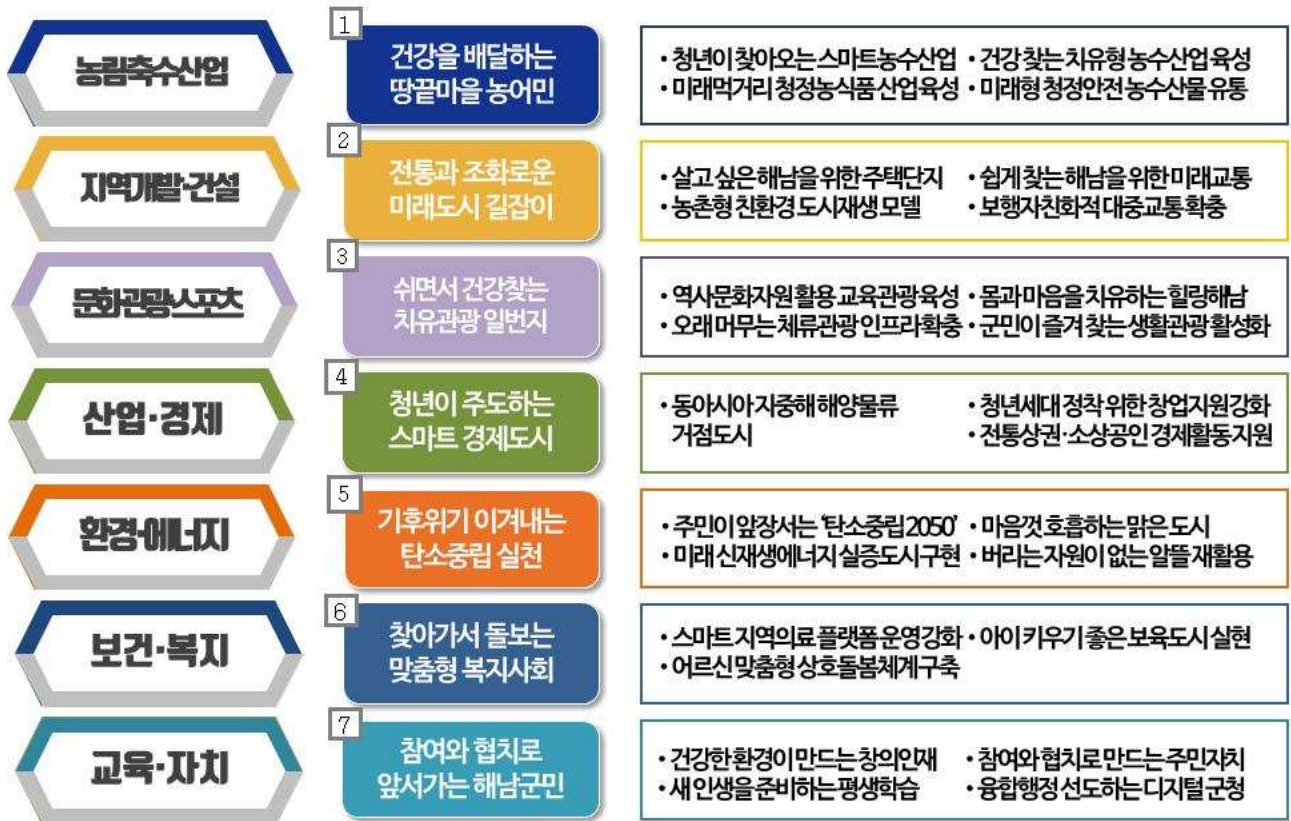 농림축수산업
1
건강을 배달하는
땅끝마을 농어민
• 청년이 찾아오는 스마트농수산업 • 건강 찾는 치유형 농수산업 육성
• 미래먹거리 청정농식품 산업육성 • 미래형 청정안전 농수산물 유통
지역개발·건설
2
전통과 조화로운
미래도시 길잡이
• 살고 싶은 해남을 위한 주택단지 • 쉽게 찾는 해남을 위한 미래교통
• 농촌형 친환경 도시재생 모델 • 보행자친화적 대중교통 확충
문화·관광·스포츠
3
쉬면서 건강찾는
치유관광 일번지
• 역사문화자원 활용 교육관광 육성 • 몸과 마음을 치유하는 힐링해남
• 오래 머무는 체류관광 인프라 확충 • 군민이 즐겨 찾는 생활관광 활성화
산업·경제
4
청년이 주도하는
스마트 경제도시
• 동아시아 지중해 해양물류
거점도시
• 청년세대 정착 위한 창업지원 강화
• 전통상권·소상공인 경제활동 지원
환경·에너지
5
기후위기 이겨내는
탄소중립 실천
• 주민이 앞장서는 ‘탄소중립 2050’ • 마음껏 호흡하는 맑은 도시
• 미래 신재생에너지 실증도시 구현 • 버리는 자원이 없는 알뜰 재활용
보건·복지
6
찾아가서 돌보는
맞춤형 복지사회
• 스마트 지역의료 플랫폼 운영 강화 • 아이 키우기 좋은 보육도시 실현
• 어르신 맞춤형 상호돌봄체계 구축
교육·자치
7
참여와 협치로
앞서가는 해남군민
• 건강한 환경이 만드는 창의인재 • 참여와 협치로 만드는 주민자치
• 새 인생을 준비하는 평생학습 • 융합행정 선도하는 디지털 군청